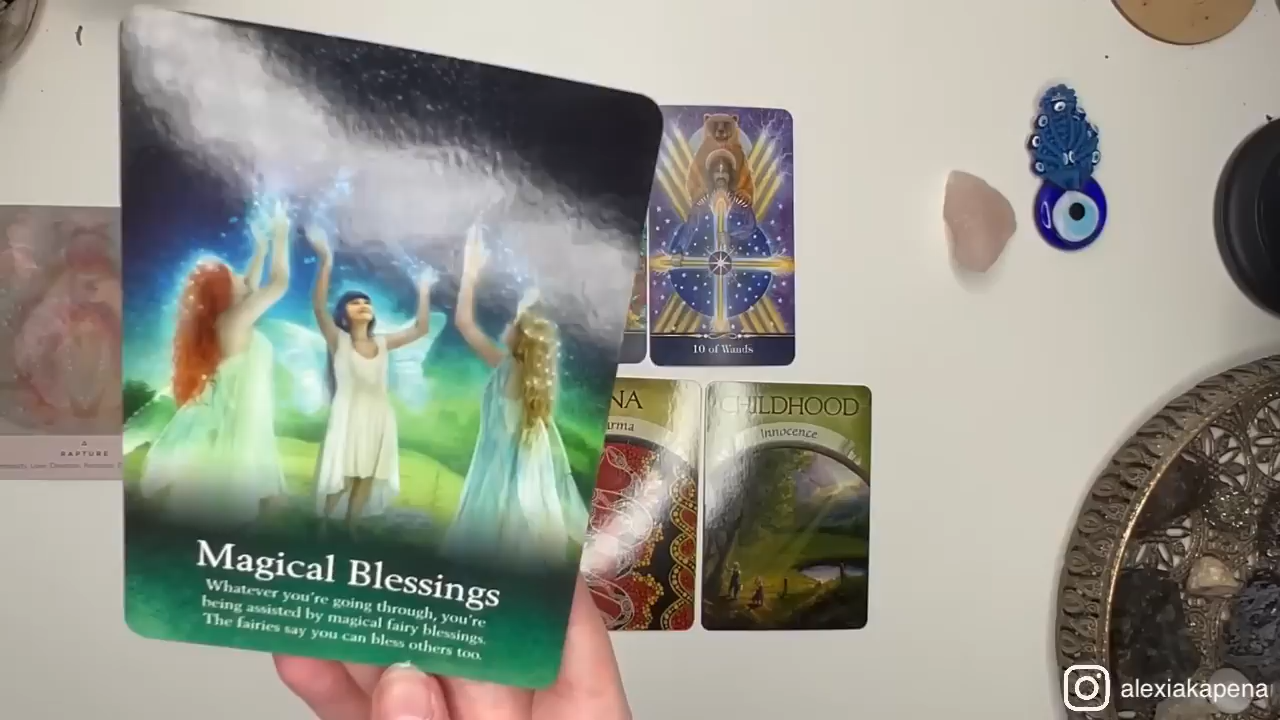 10 of Wands
NA
CHILDHOOD
Innocence
RAPTURE
Magical Blessings
Whatever you're going through, you're
being assisted by magical fairy blessings.
The fairies say you can bless others too.
alexiakapena